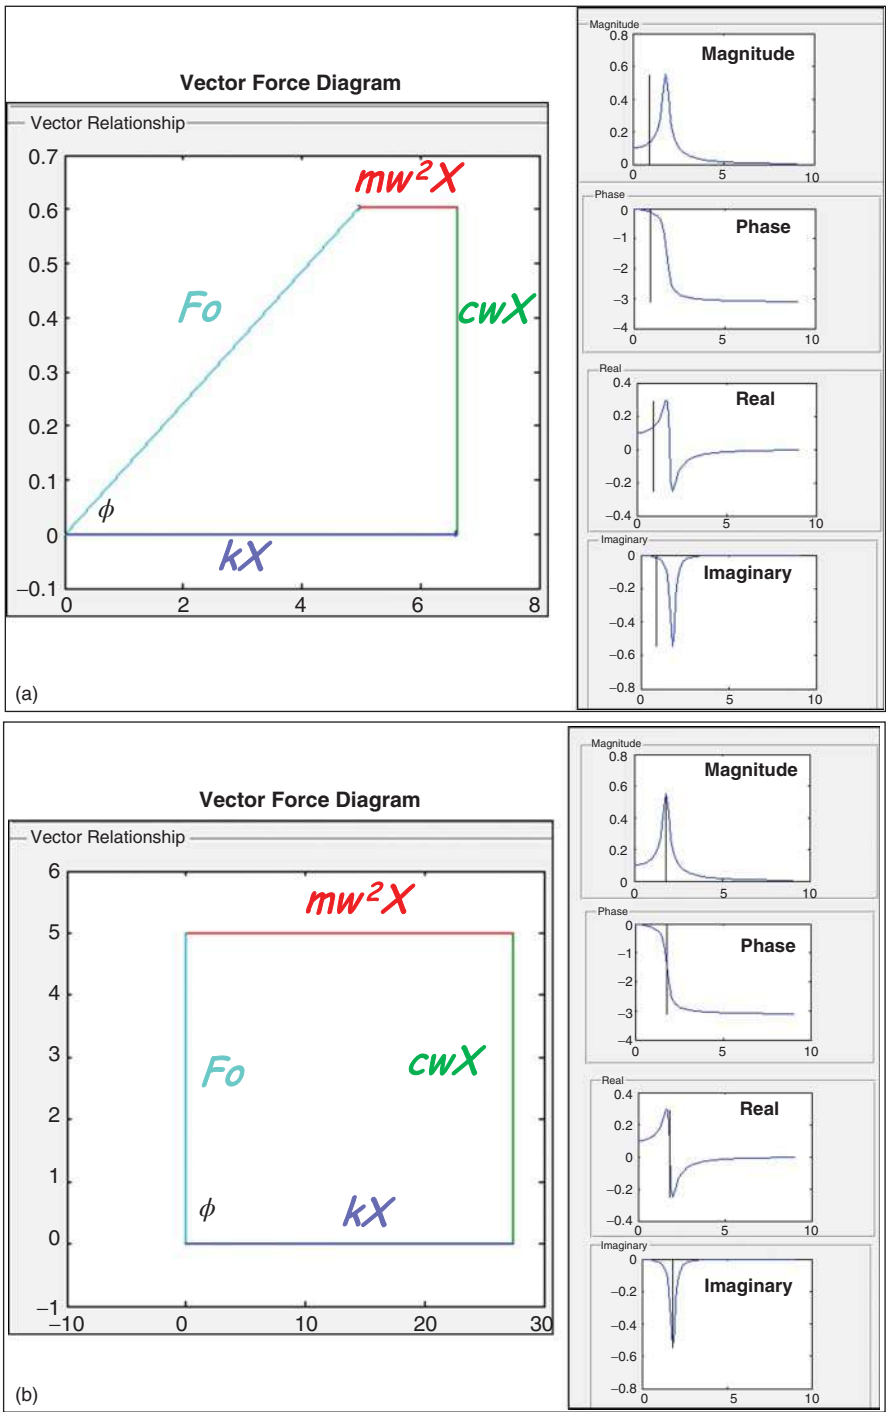 Vector Force Diagram
Vector Relationship
0.7
0.6
0.5
0.4
0.3
0.2
0.1
0
−0.1
0
2
4
6
8
mw²X
Fo
cwX
ϕ
kX
(a)
Magnitude
Magnitude
0.8
0.6
0.4
0.2
0
0
5
10
Phase
Phase
0
−1
−2
−3
−4
0
5
10
Real
Real
0.4
0.2
0
−0.2
−0.4
0
5
10
Imaginary
Imaginary
0
−0.2
−0.4
−0.6
−0.8
0
5
10
Vector Force Diagram
Vector Relationship
6
5
4
3
2
1
0
−1
−10
0
10
20
30
mw²X
Fo
cwX
ϕ
kX
(b)
Magnitude
Magnitude
0.8
0.6
0.4
0.2
0
0
5
10
Phase
Phase
0
−1
−2
−3
−4
0
5
10
Real
Real
0.4
0.2
0
−0.2
−0.4
0
5
10
Imaginary
Imaginary
0
−0.2
−0.4
−0.6
−0.8
0
5
10